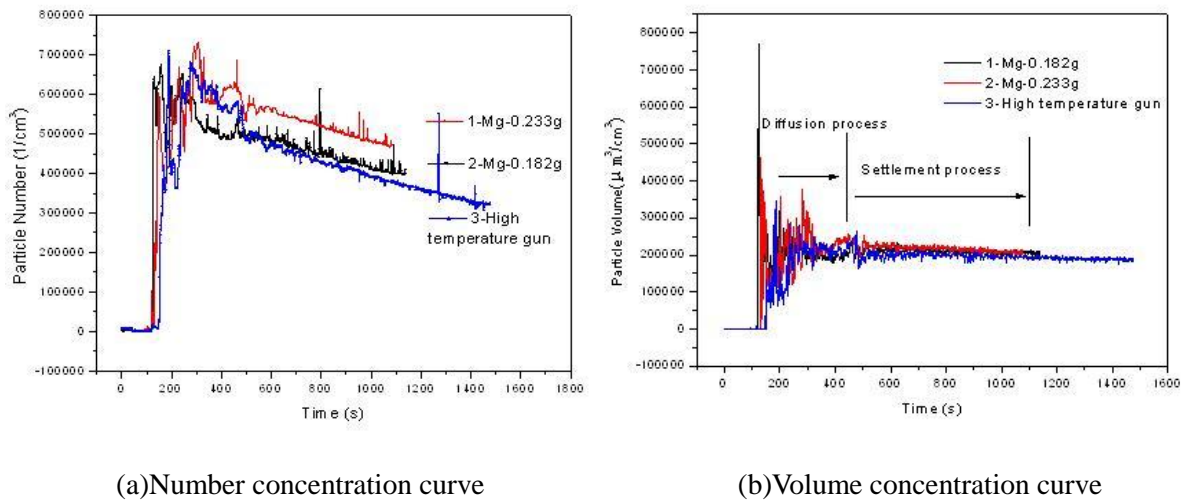 800000
700000
600000
500000
400000
300000
200000
100000
0
-100000
Particle Number (1/cm³)
0 200 400 600 800 1000 1200 1400 1600 1800
Time (s)
1-Mg-0.233g
2-Mg-0.182g
3-High
temperature gun
(a)Number concentration curve
900000
800000
700000
600000
500000
400000
300000
200000
100000
0
-100000
Particle Volume(μm³/cm³)
0 200 400 600 800 1000 1200 1400 1600
Time (s)
1-Mg-0.182g
2-Mg-0.233g
3-High temperature gun
Diffusion process
Settlement process
(b)Volume concentration curve